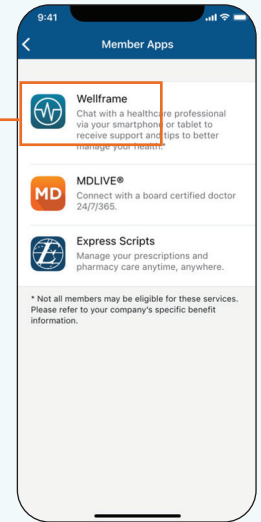 9:41
Member Apps
Wellframe
Chat with a healthcare professional
via your smartphone or tablet to
receive support and tips to better
manage your health.
MD
MDLIVE®
Connect with a board certified doctor
24/7/365.
Express Scripts
Manage your prescriptions and
pharmacy care anytime, anywhere.
* Not all members may be eligible for these services.
Please refer to your company's specific benefit
information.